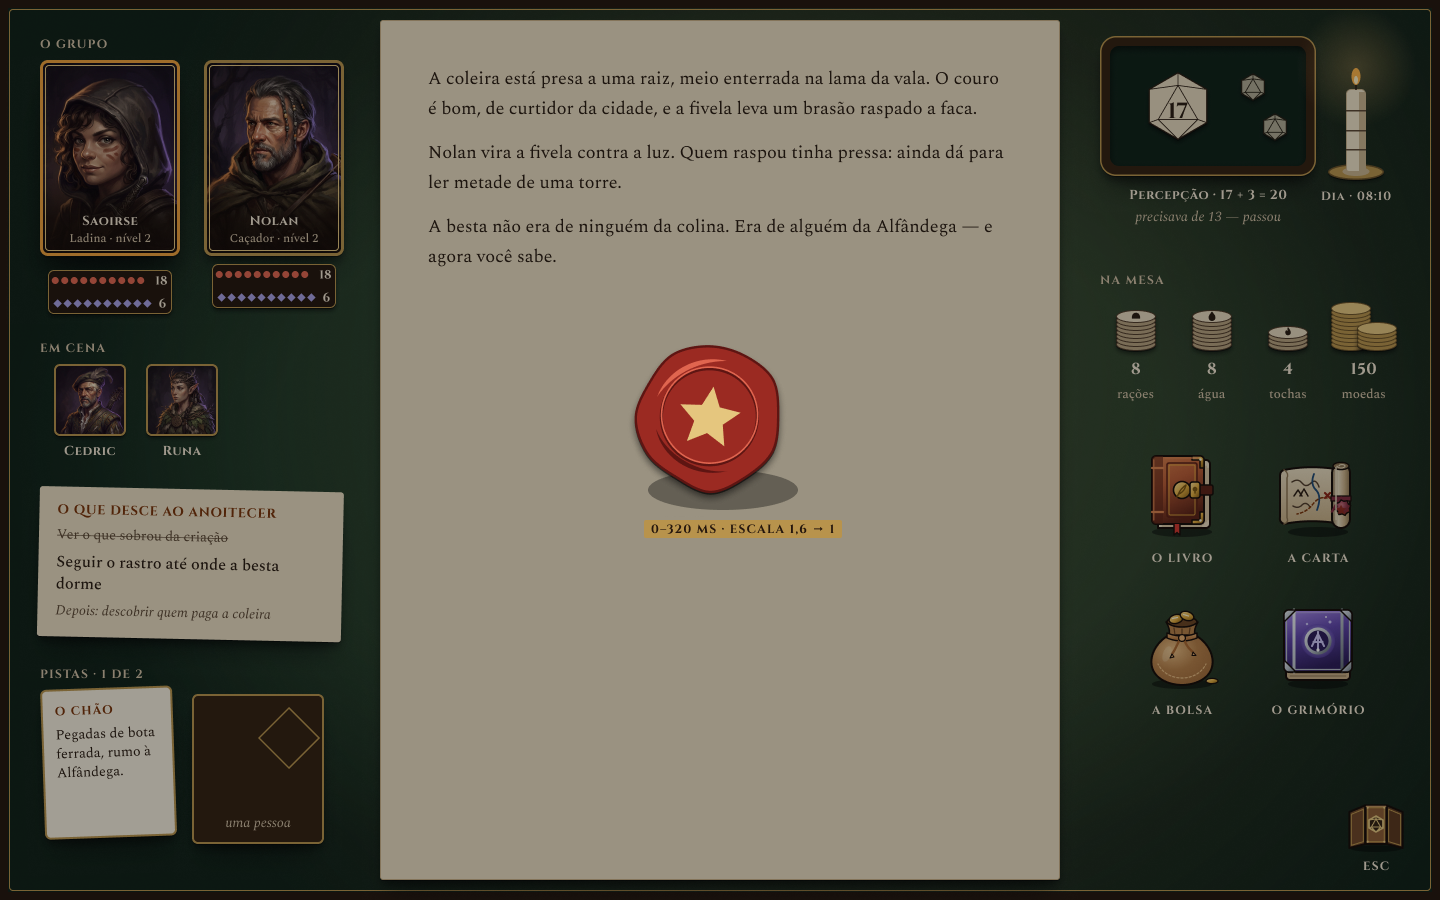 O GRUPO
SAOIRSE
Ladina · nível 2
18
6
NOLAN
Caçador · nível 2
18
6
EM CENA
CEDRIC
RUNA
O QUE DESCE AO ANOITECER
Ver o que sobrou da criação
Seguir o rastro até onde a besta
dorme
Depois: descobrir quem paga a coleira
PISTAS · 1 DE 2
O CHÃO
Pegadas de bota
ferrada, rumo à
Alfândega.
uma pessoa
A coleira está presa a uma raiz, meio enterrada na lama da vala. O couro
é bom, de curtidor da cidade, e a fivela leva um brasão raspado a faca.
Nolan vira a fivela contra a luz. Quem raspou tinha pressa: ainda dá para
ler metade de uma torre.
A besta não era de ninguém da colina. Era de alguém da Alfândega — e
agora você sabe.
0–320 MS · ESCALA 1,6 → 1
17
PERCEPÇÃO · 17 + 3 = 20
precisava de 13 — passou
DIA · 08:10
NA MESA
8
rações
8
água
4
tochas
150
moedas
O LIVRO
A CARTA
A BOLSA
O GRIMÓRIO
ESC